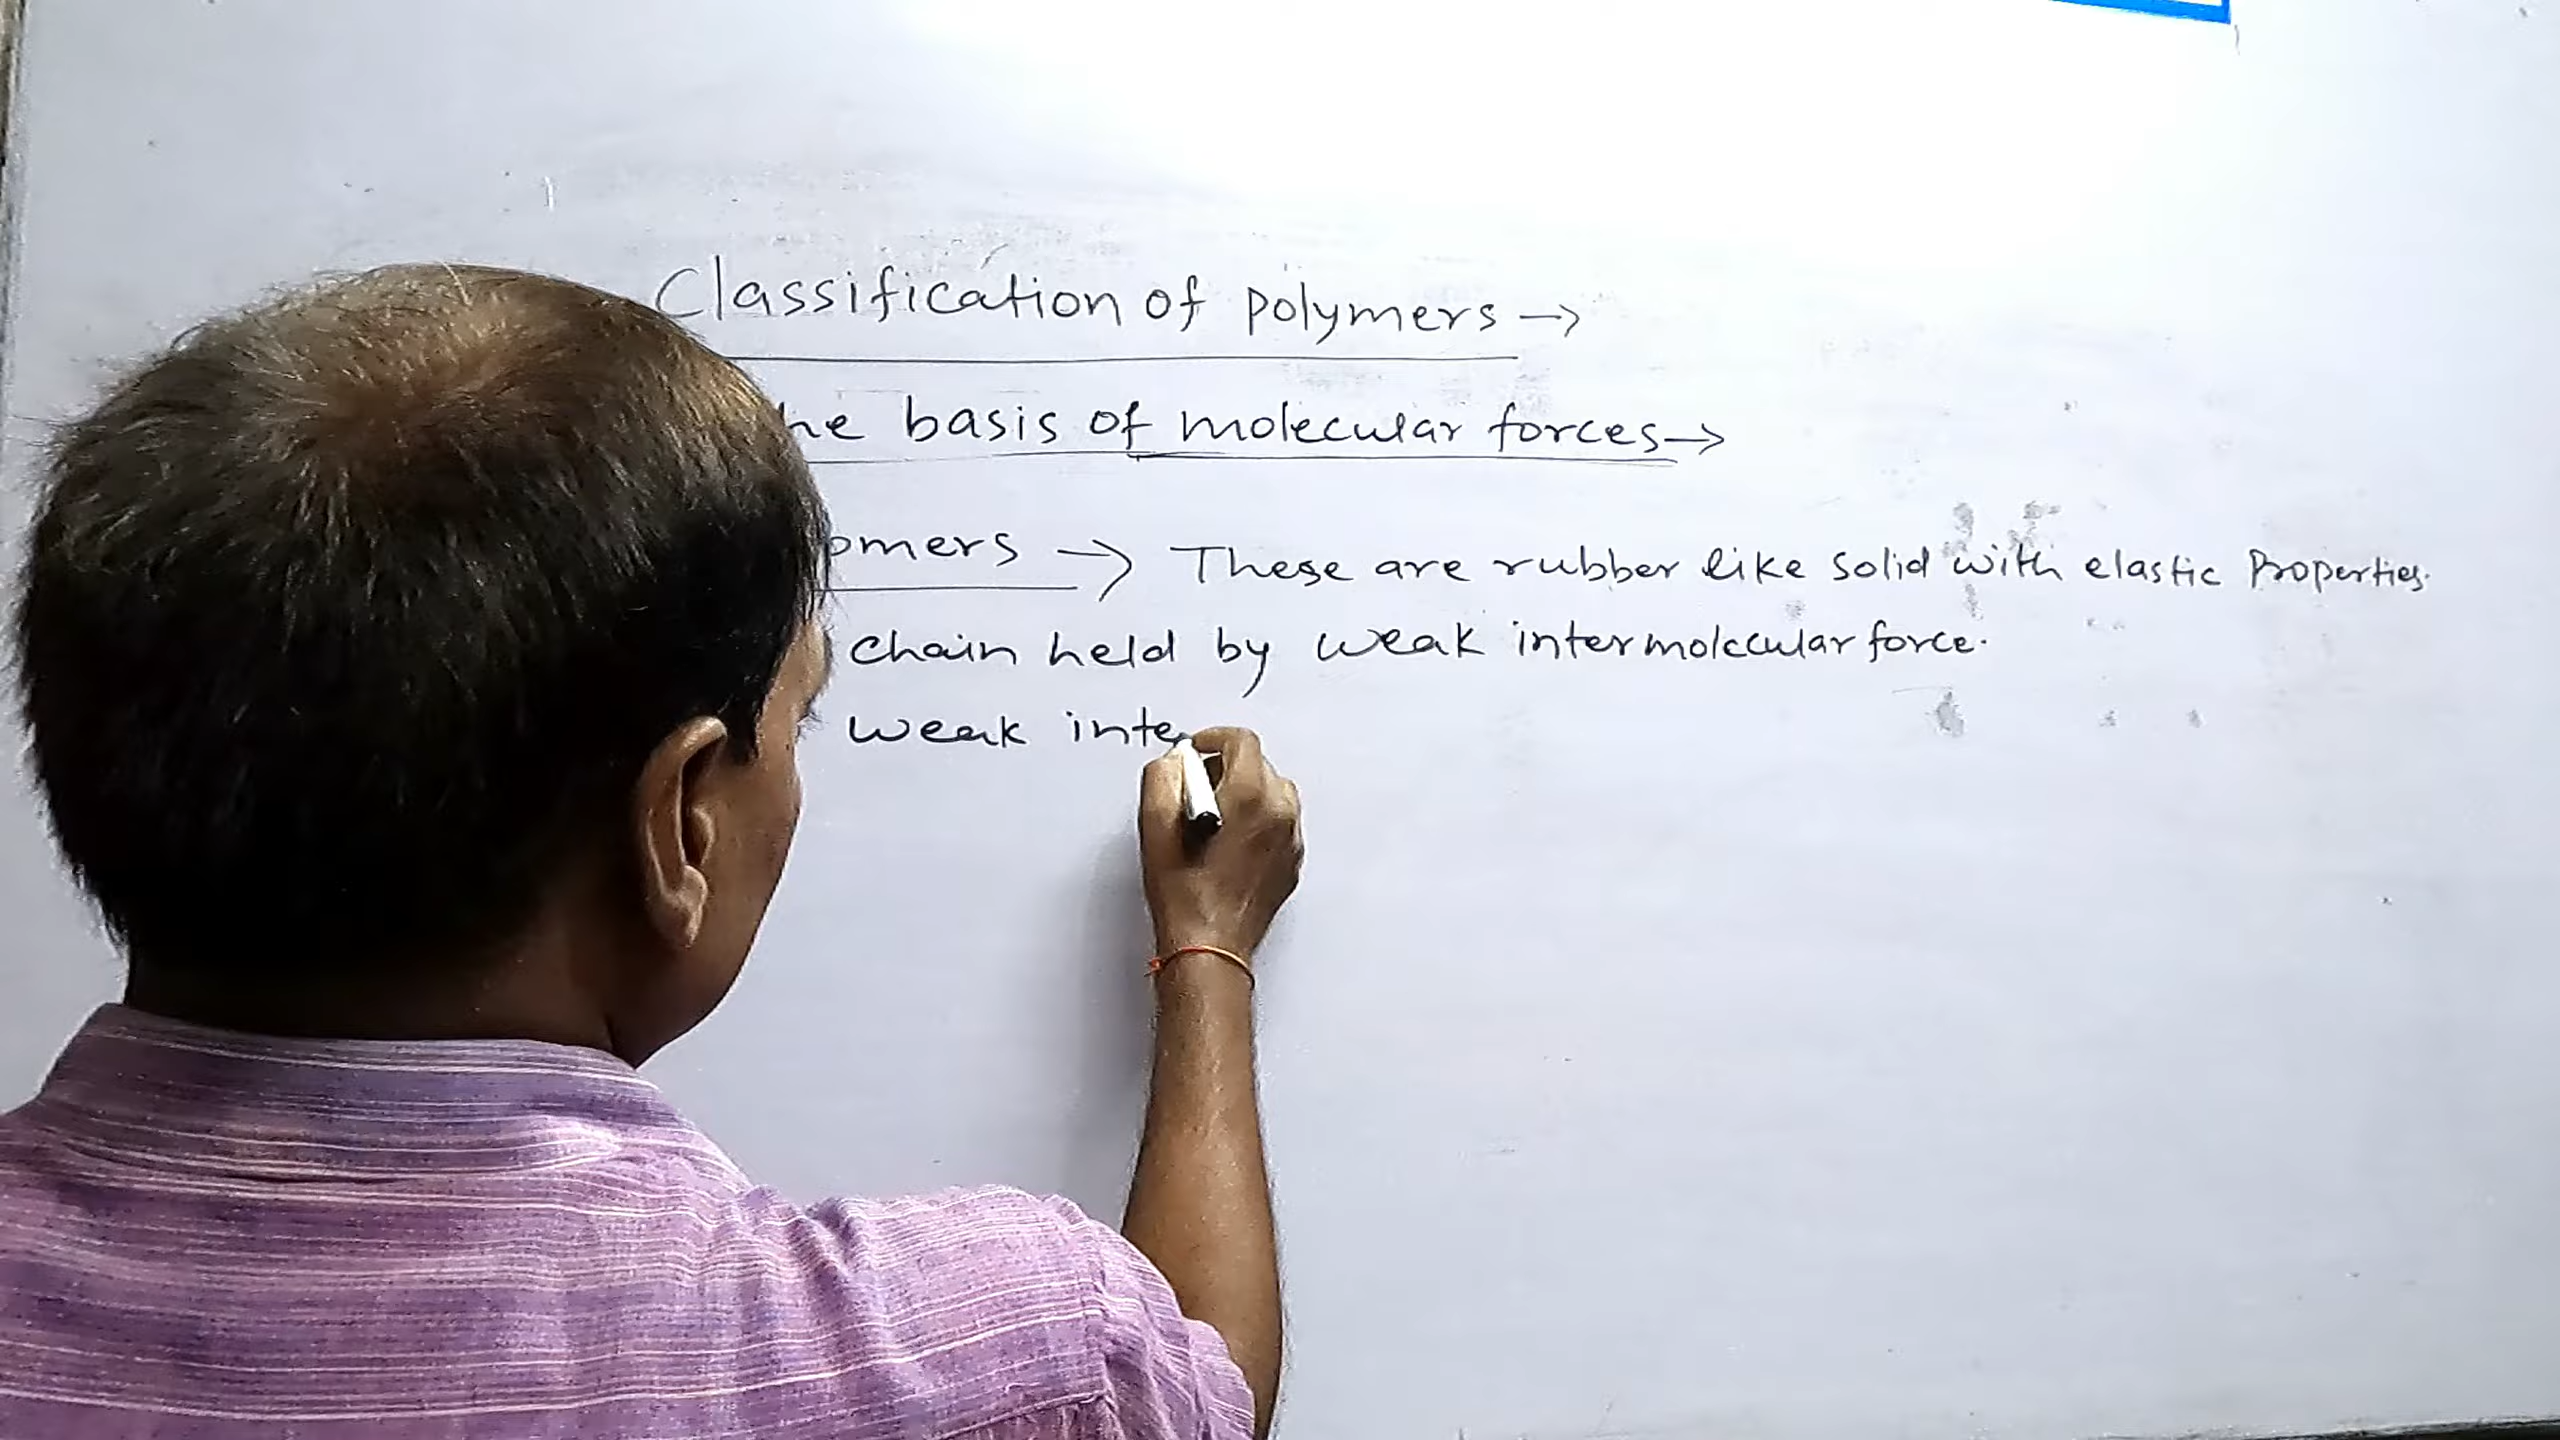 Classification of polymers →
he basis of molecular forces →
omers → These are rubber like solid with elastic Properties.
chain held by weak intermolecular force.
weak inte